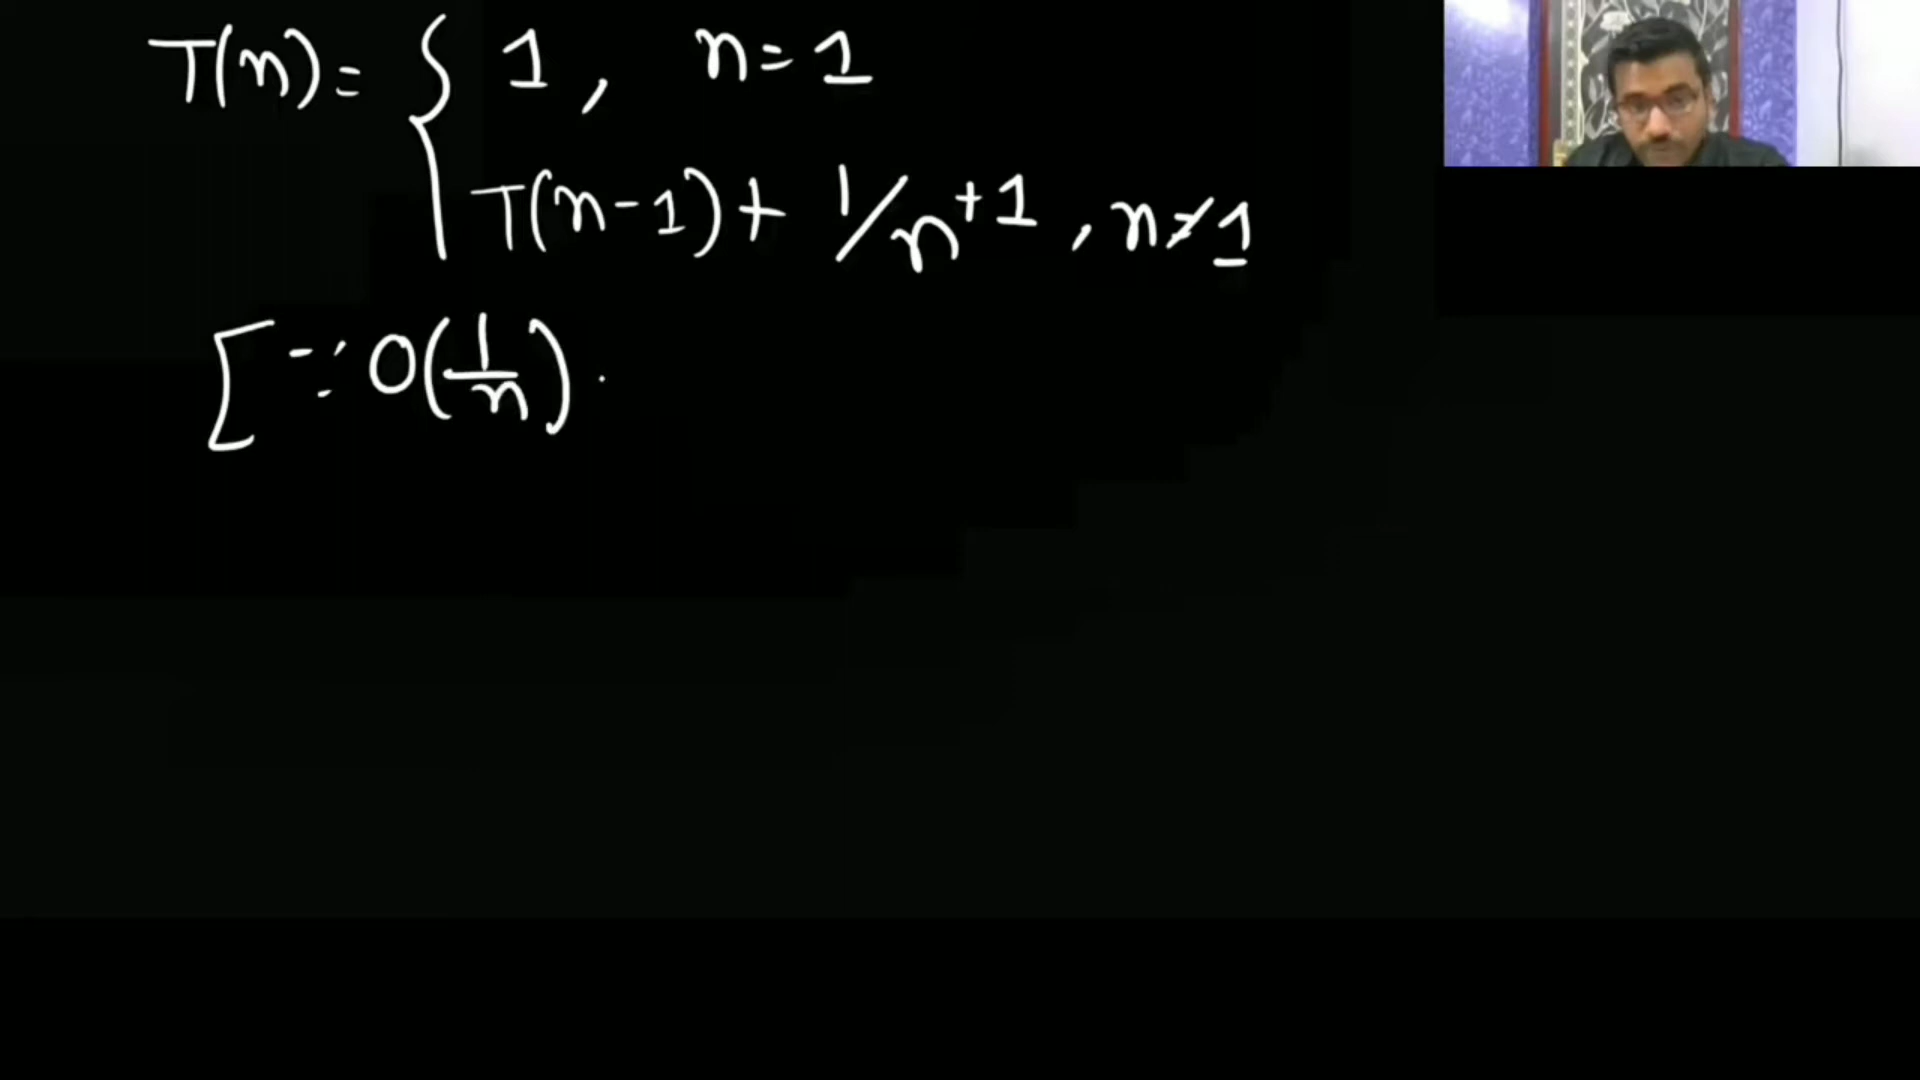 T(n) = { 1 , n = 1
T(n-1) + 1/n + 1 , n ≠ 1
[ ∵ O(1/n)